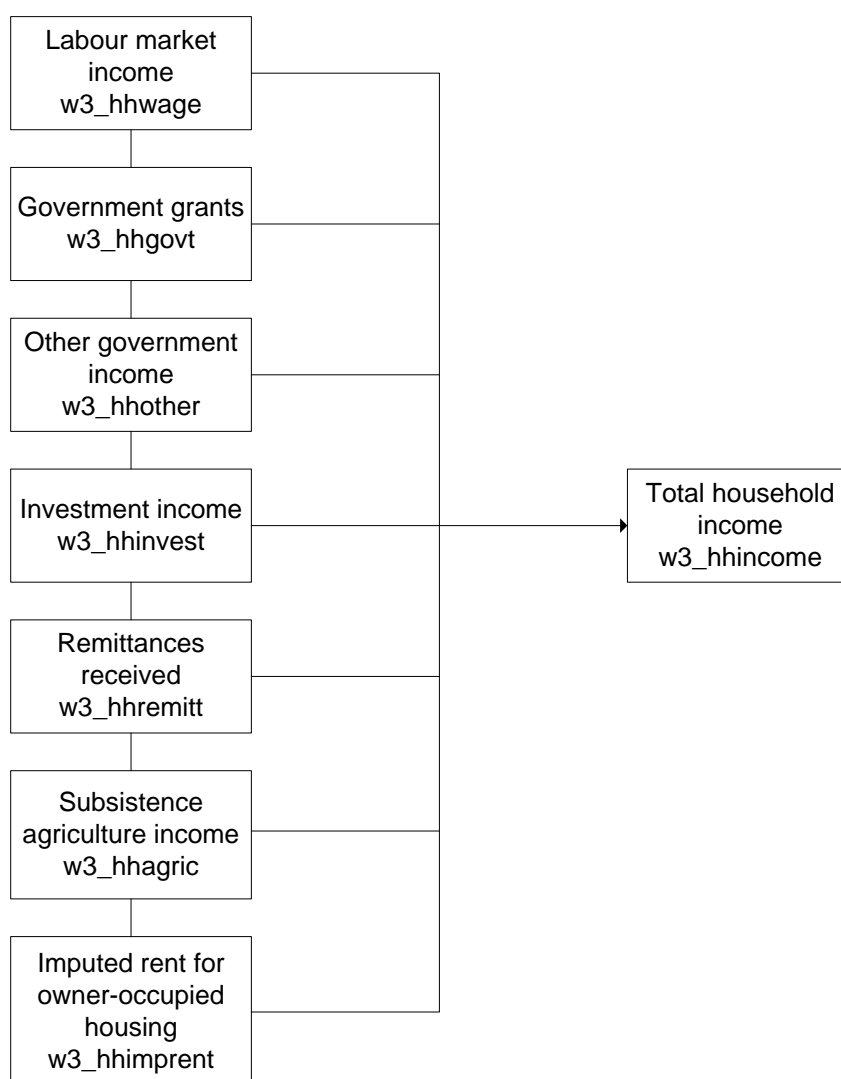 Labour market
income
w3_hhwage
Government grants
w3_hhgovt
Other government
income
w3_hhother
Investment income
w3_hhinvest
Remittances
received
w3_hhremitt
Subsistence
agriculture income
w3_hhagric
Imputed rent for
owner-occupied
housing
w3_hhimprent
Total household
income
w3_hhincome